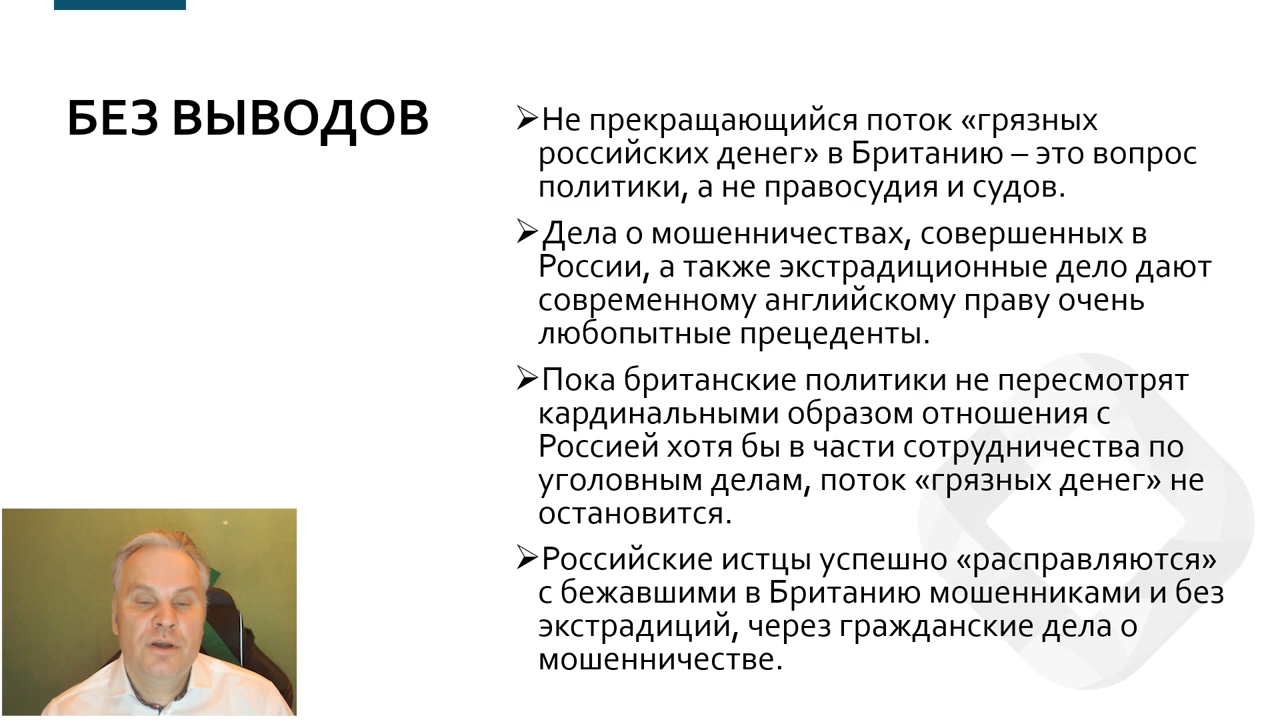 БЕЗ ВЫВОДОВ
➢Не прекращающийся поток «грязных
российских денег» в Британию – это вопрос
политики, а не правосудия и судов.
➢Дела о мошенничествах, совершенных в
России, а также экстрадиционные дело дают
современному английскому праву очень
любопытные прецеденты.
➢Пока британские политики не пересмотрят
кардинальными образом отношения с
Россией хотя бы в части сотрудничества по
уголовным делам, поток «грязных денег» не
остановится.
➢Российские истцы успешно «расправляются»
с бежавшими в Британию мошенниками и без
экстрадиций, через гражданские дела о
мошенничестве.